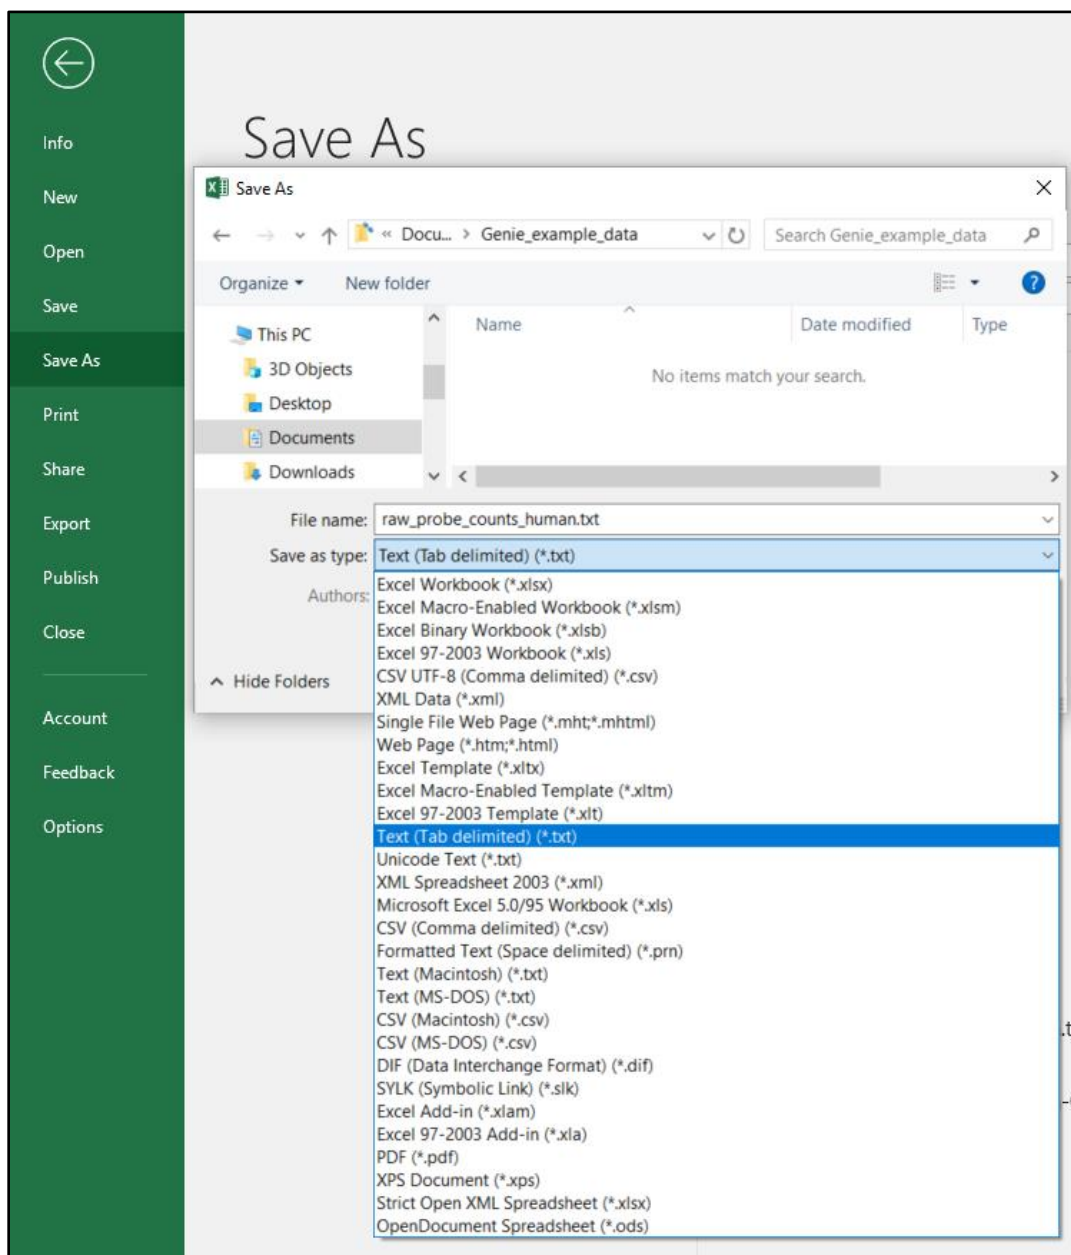 Save As
Info
New
Open
Save
Save As
Print
Share
Export
Publish
Close
Account
Feedback
Options
Save As
« Docu... > Genie_example_data
Search Genie_example_data
Organize
New folder
?
This PC
3D Objects
Desktop
Documents
Downloads
Name Date modified Type
No items match your search.
File name: raw_probe_counts_human.txt
Save as type: Text (Tab delimited) (*.txt)
Authors:
Hide Folders
Excel Workbook (*.xlsx)
Excel Macro-Enabled Workbook (*.xlsm)
Excel Binary Workbook (*.xlsb)
Excel 97-2003 Workbook (*.xls)
CSV UTF-8 (Comma delimited) (*.csv)
XML Data (*.xml)
Single File Web Page (*.mht;*.mhtml)
Web Page (*.htm;*.html)
Excel Template (*.xltx)
Excel Macro-Enabled Template (*.xltm)
Excel 97-2003 Template (*.xlt)
Text (Tab delimited) (*.txt)
Unicode Text (*.txt)
XML Spreadsheet 2003 (*.xml)
Microsoft Excel 5.0/95 Workbook (*.xls)
CSV (Comma delimited) (*.csv)
Formatted Text (Space delimited) (*.prn)
Text (Macintosh) (*.txt)
Text (MS-DOS) (*.txt)
CSV (Macintosh) (*.csv)
CSV (MS-DOS) (*.csv)
DIF (Data Interchange Format) (*.dif)
SYLK (Symbolic Link) (*.slk)
Excel Add-in (*.xlam)
Excel 97-2003 Add-in (*.xla)
PDF (*.pdf)
XPS Document (*.xps)
Strict Open XML Spreadsheet (*.xlsx)
OpenDocument Spreadsheet (*.ods)